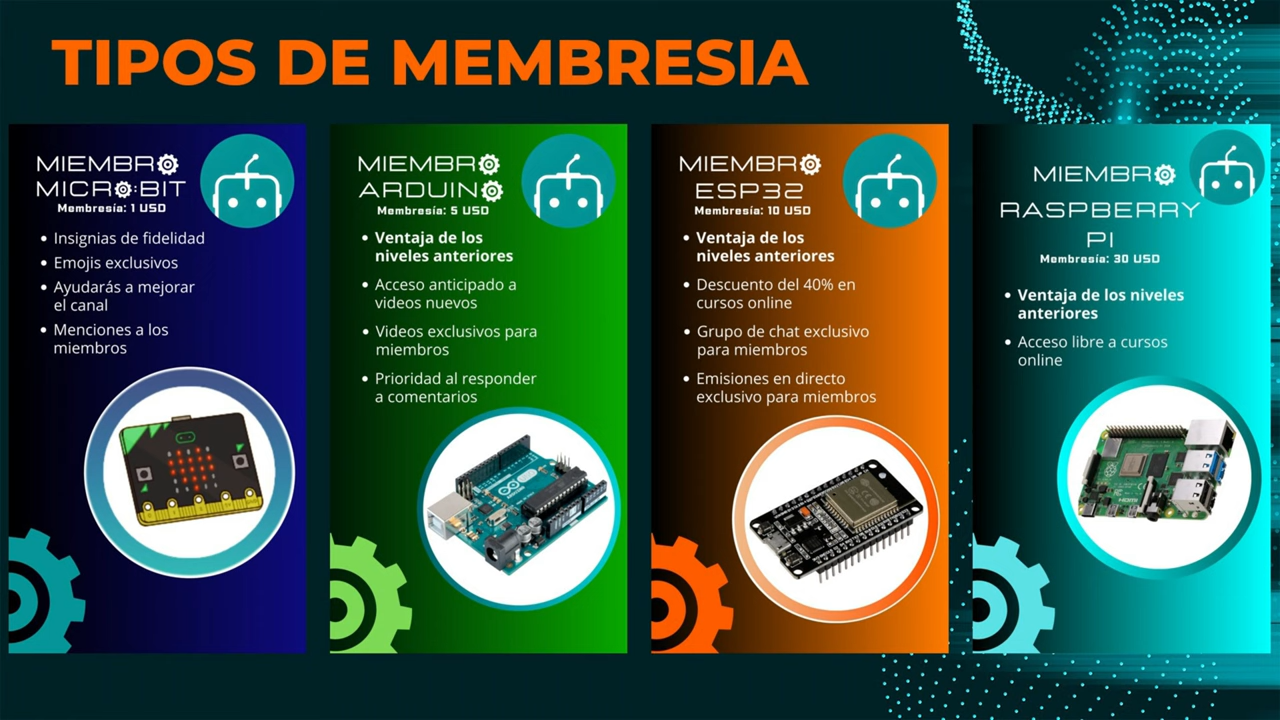 TIPOS DE MEMBRESIA
MIEMBRO
MICRO:BIT
Membresía: 1 USD
• Insignias de fidelidad
• Emojis exclusivos
• Ayudarás a mejorar
el canal
• Menciones a los
miembros
MIEMBRO
ARDUINO
Membresía: 5 USD
• Ventaja de los
niveles anteriores
• Acceso anticipado a
videos nuevos
• Videos exclusivos para
miembros
• Prioridad al responder
a comentarios
MIEMBRO
ESP32
Membresía: 10 USD
• Ventaja de los
niveles anteriores
• Descuento del 40% en
cursos online
• Grupo de chat exclusivo
para miembros
• Emisiones en directo
exclusivo para miembros
MIEMBRO
RASPBERRY
PI
Membresía: 30 USD
• Ventaja de los niveles
anteriores
• Acceso libre a cursos
online